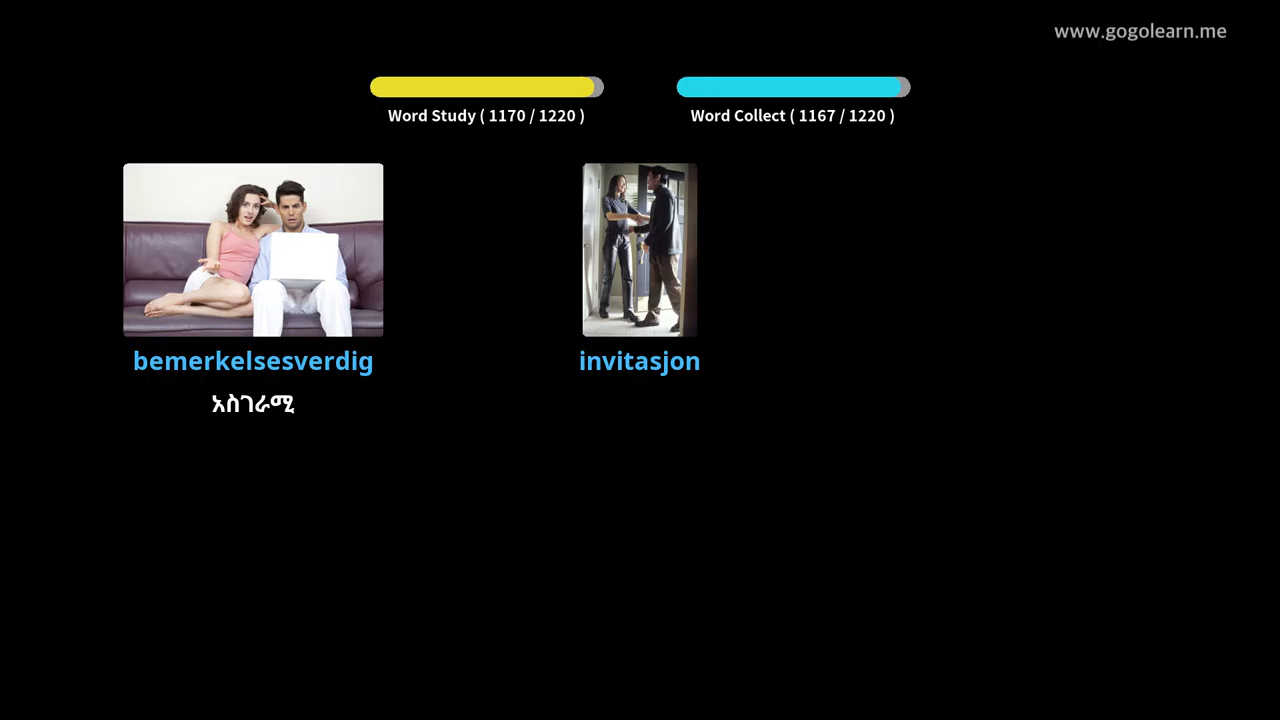 www.gogolearn.me
Word Study ( 1170 / 1220 )
Word Collect ( 1167 / 1220 )
bemerkelsesverdig
invitasjon
አስገራሚ